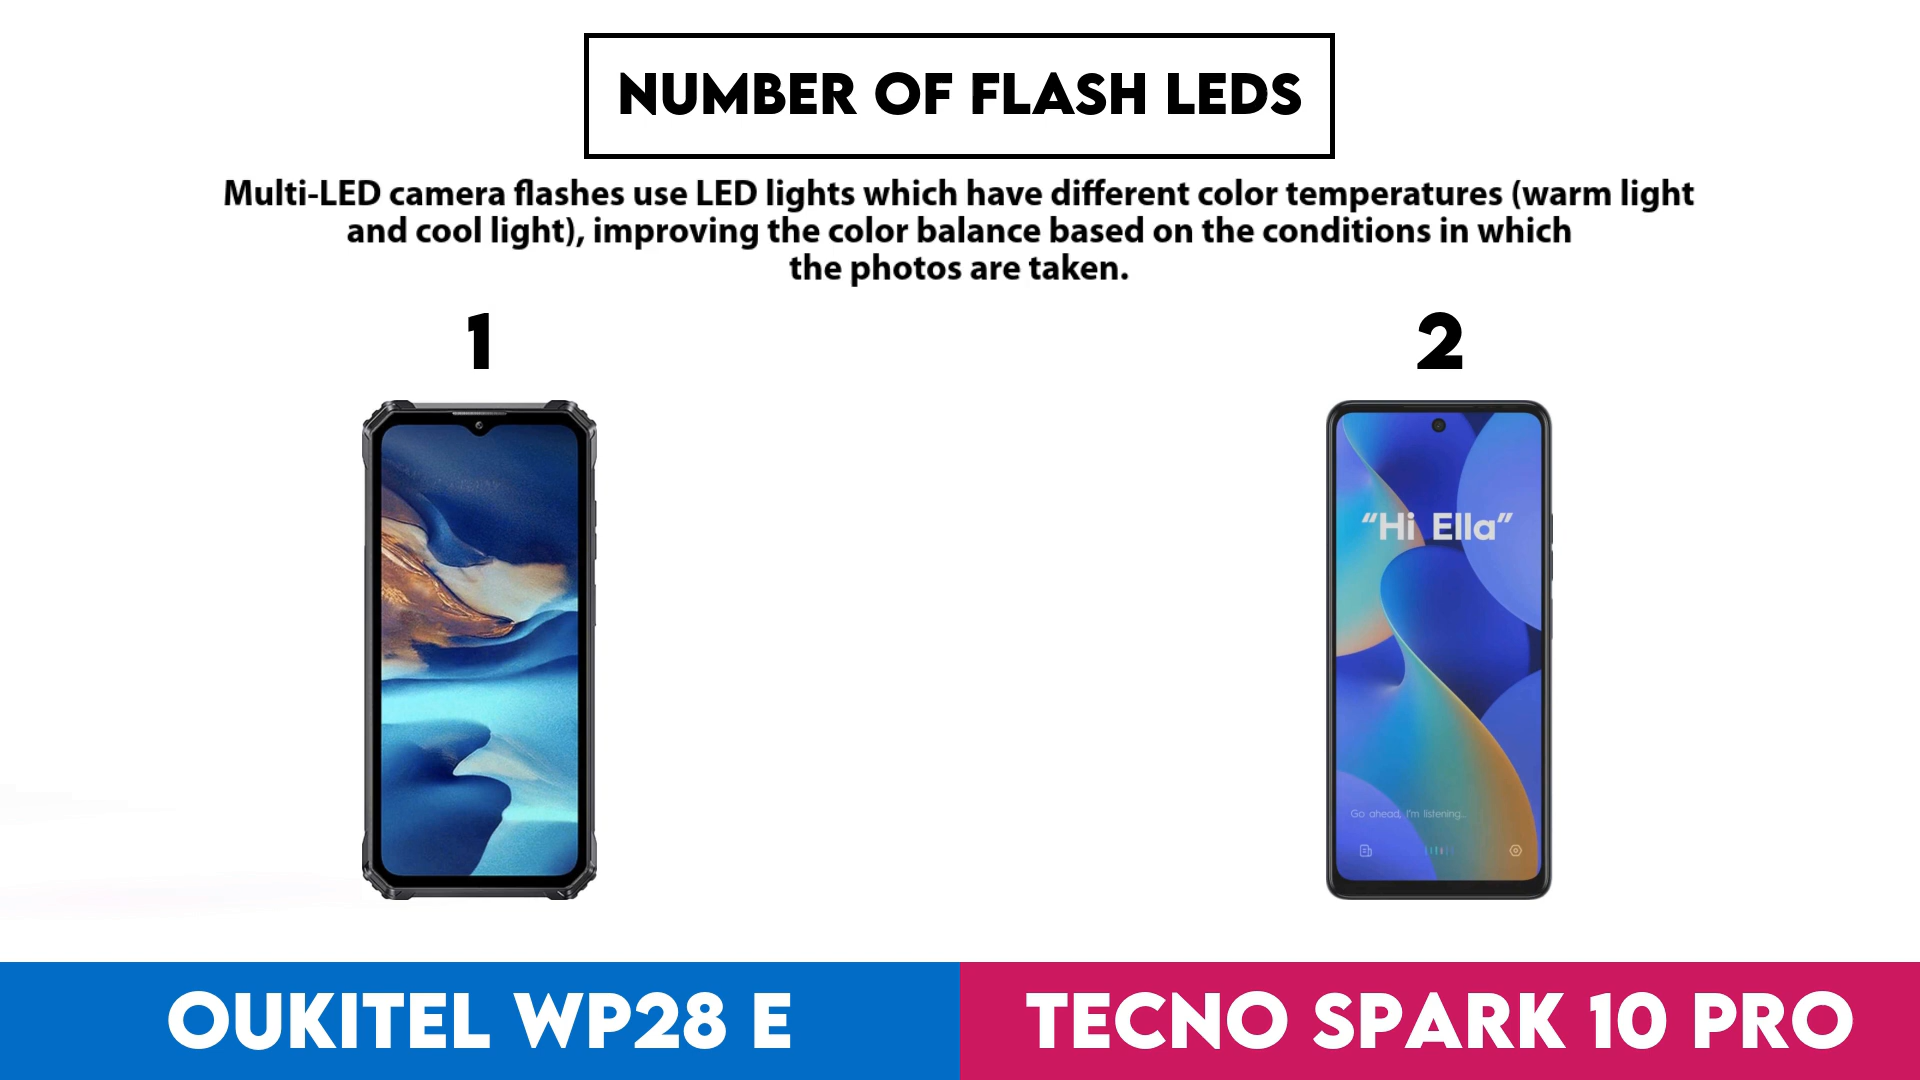 NUMBER OF FLASH LEDS
Multi-LED camera flashes use LED lights which have different color temperatures (warm light
and cool light), improving the color balance based on the conditions in which
the photos are taken.
1
2
“Hi Ella”
Go ahead, I'm listening...
OUKITEL WP28 E
TECNO SPARK 10 PRO